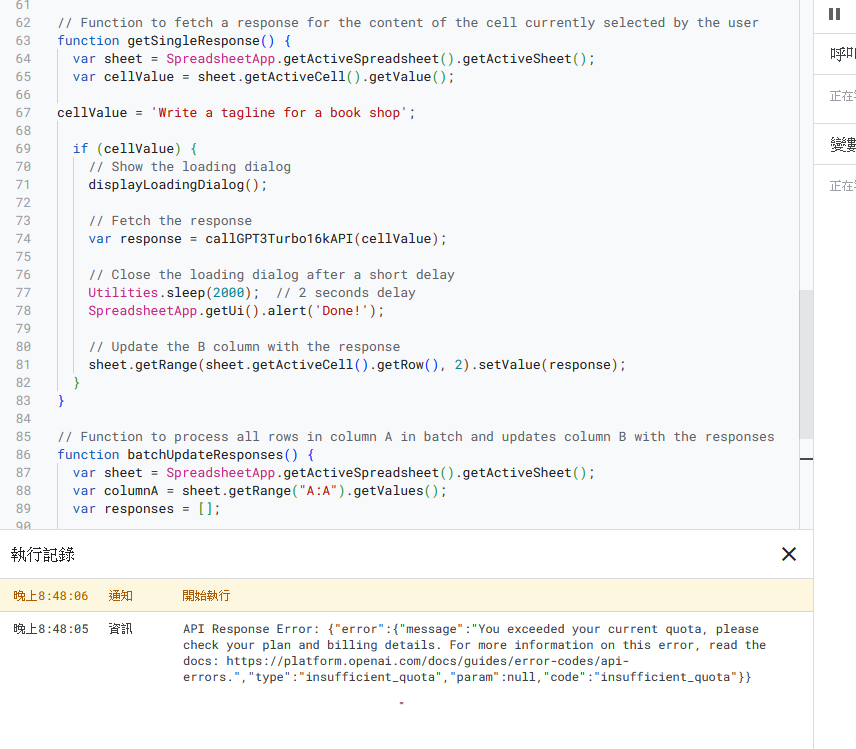 61
62 // Function to fetch a response for the content of the cell currently selected by the user
63 function getSingleResponse() {
64 var sheet = SpreadsheetApp.getActiveSpreadsheet().getActiveSheet();
65 var cellValue = sheet.getActiveCell().getValue();
66
67 cellValue = 'Write a tagline for a book shop';
68
69 if (cellValue) {
70 // Show the loading dialog
71 displayLoadingDialog();
72
73 // Fetch the response
74 var response = callGPT3Turbo16kAPI(cellValue);
75
76 // Close the loading dialog after a short delay
77 Utilities.sleep(2000); // 2 seconds delay
78 SpreadsheetApp.getUi().alert('Done!');
79
80 // Update the B column with the response
81 sheet.getRange(sheet.getActiveCell().getRow(), 2).setValue(response);
82 }
83 }
84
85 // Function to process all rows in column A in batch and updates column B with the responses
86 function batchUpdateResponses() {
87 var sheet = SpreadsheetApp.getActiveSpreadsheet().getActiveSheet();
88 var columnA = sheet.getRange("A:A").getValues();
89 var responses = [];
90
執行記錄
晚上8:48:06 通知 開始執行
晚上8:48:05 資訊 API Response Error: {"error":{"message":"You exceeded your current quota, please
check your plan and billing details. For more information on this error, read the
docs: https://platform.openai.com/docs/guides/error-codes/api-
errors.","type":"insufficient_quota","param":null,"code":"insufficient_quota"}}
呼叫
正在
變數
正在